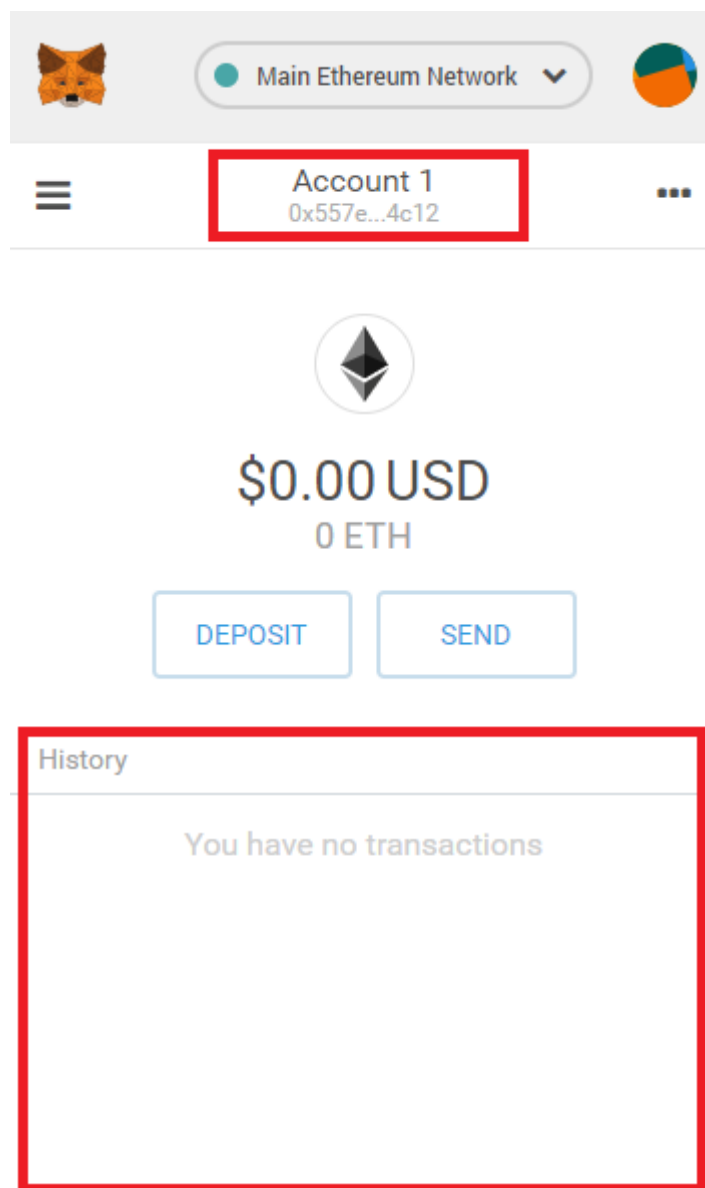 Main Ethereum Network
Account 1
0x557e...4c12
$0.00 USD
0 ETH
DEPOSIT SEND
History
You have no transactions